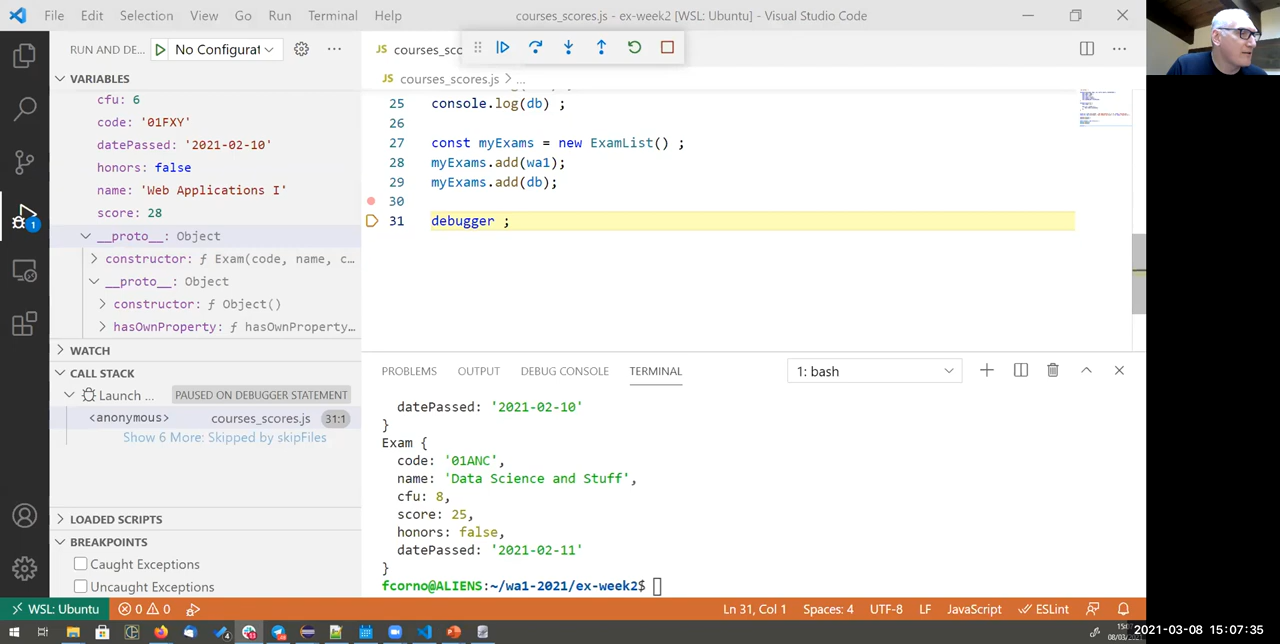 File Edit Selection View Go Run Terminal Help courses_scores.js - ex-week2 [WSL: Ubuntu] - Visual Studio Code
RUN AND DE... No Configurat
JS courses_sco
JS courses_scores.js > ...
VARIABLES
cfu: 6
code: '01FXY'
datePassed: '2021-02-10'
honors: false
name: 'Web Applications I'
score: 28
__proto__: Object
constructor: ƒ Exam(code, name, c...
__proto__: Object
constructor: ƒ Object()
hasOwnProperty: ƒ hasOwnProperty...
WATCH
CALL STACK
Launch ... PAUSED ON DEBUGGER STATEMENT
<anonymous> courses_scores.js 31:1
Show 6 More: Skipped by skipFiles
LOADED SCRIPTS
BREAKPOINTS
Caught Exceptions
Uncaught Exceptions
1
25 console.log(db) ;
26
27 const myExams = new ExamList() ;
28 myExams.add(wa1);
29 myExams.add(db);
30
31 debugger ;
PROBLEMS OUTPUT DEBUG CONSOLE TERMINAL 1: bash
datePassed: '2021-02-10'
}
Exam {
code: '01ANC',
name: 'Data Science and Stuff',
cfu: 8,
score: 25,
honors: false,
datePassed: '2021-02-11'
}
fcorno@ALIENS:~/wa1-2021/ex-week2$
WSL: Ubuntu 0 0 Ln 31, Col 1 Spaces: 4 UTF-8 LF JavaScript ESLint
2021-03-08 15:07:35